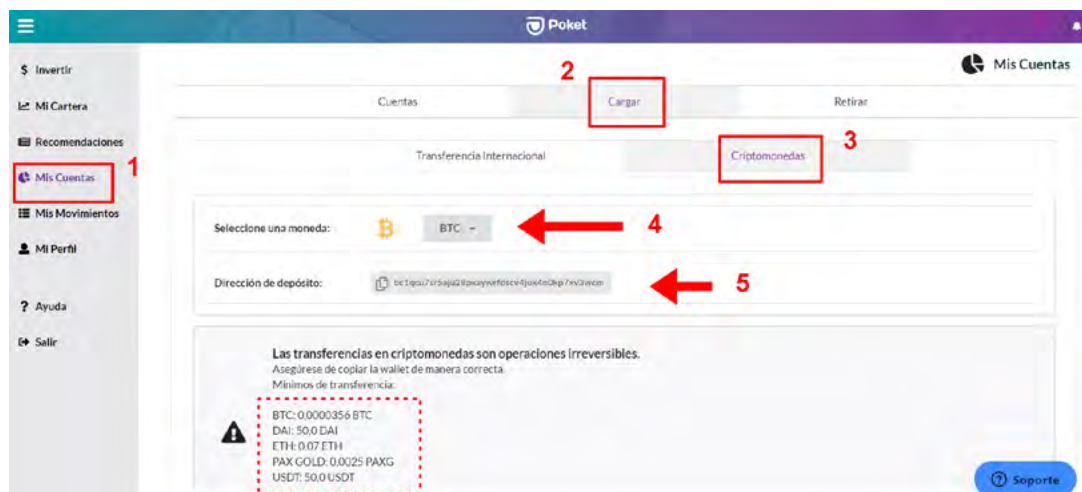 Poket
$ Invertir
Mi Cartera
Recomendaciones
Mis Cuentas
Mis Movimientos
Mi Perfil
? Ayuda
Salir
1
Mis Cuentas
2
Cuentas Cargar Retirar
3
Transferencia Internacional Criptomonedas
Seleccione una moneda: BTC 4
Dirección de depósito: 5
Las transferencias en criptomonedas son operaciones irreversibles.
Asegúrese de copiar la wallet de manera correcta.
Mínimos de transferencia:
BTC: 0,0000356 BTC
DAI: 50,0 DAI
ETH: 0.07 ETH
PAX GOLD: 0,0025 PAXG
USDT: 50,0 USDT
Soporte